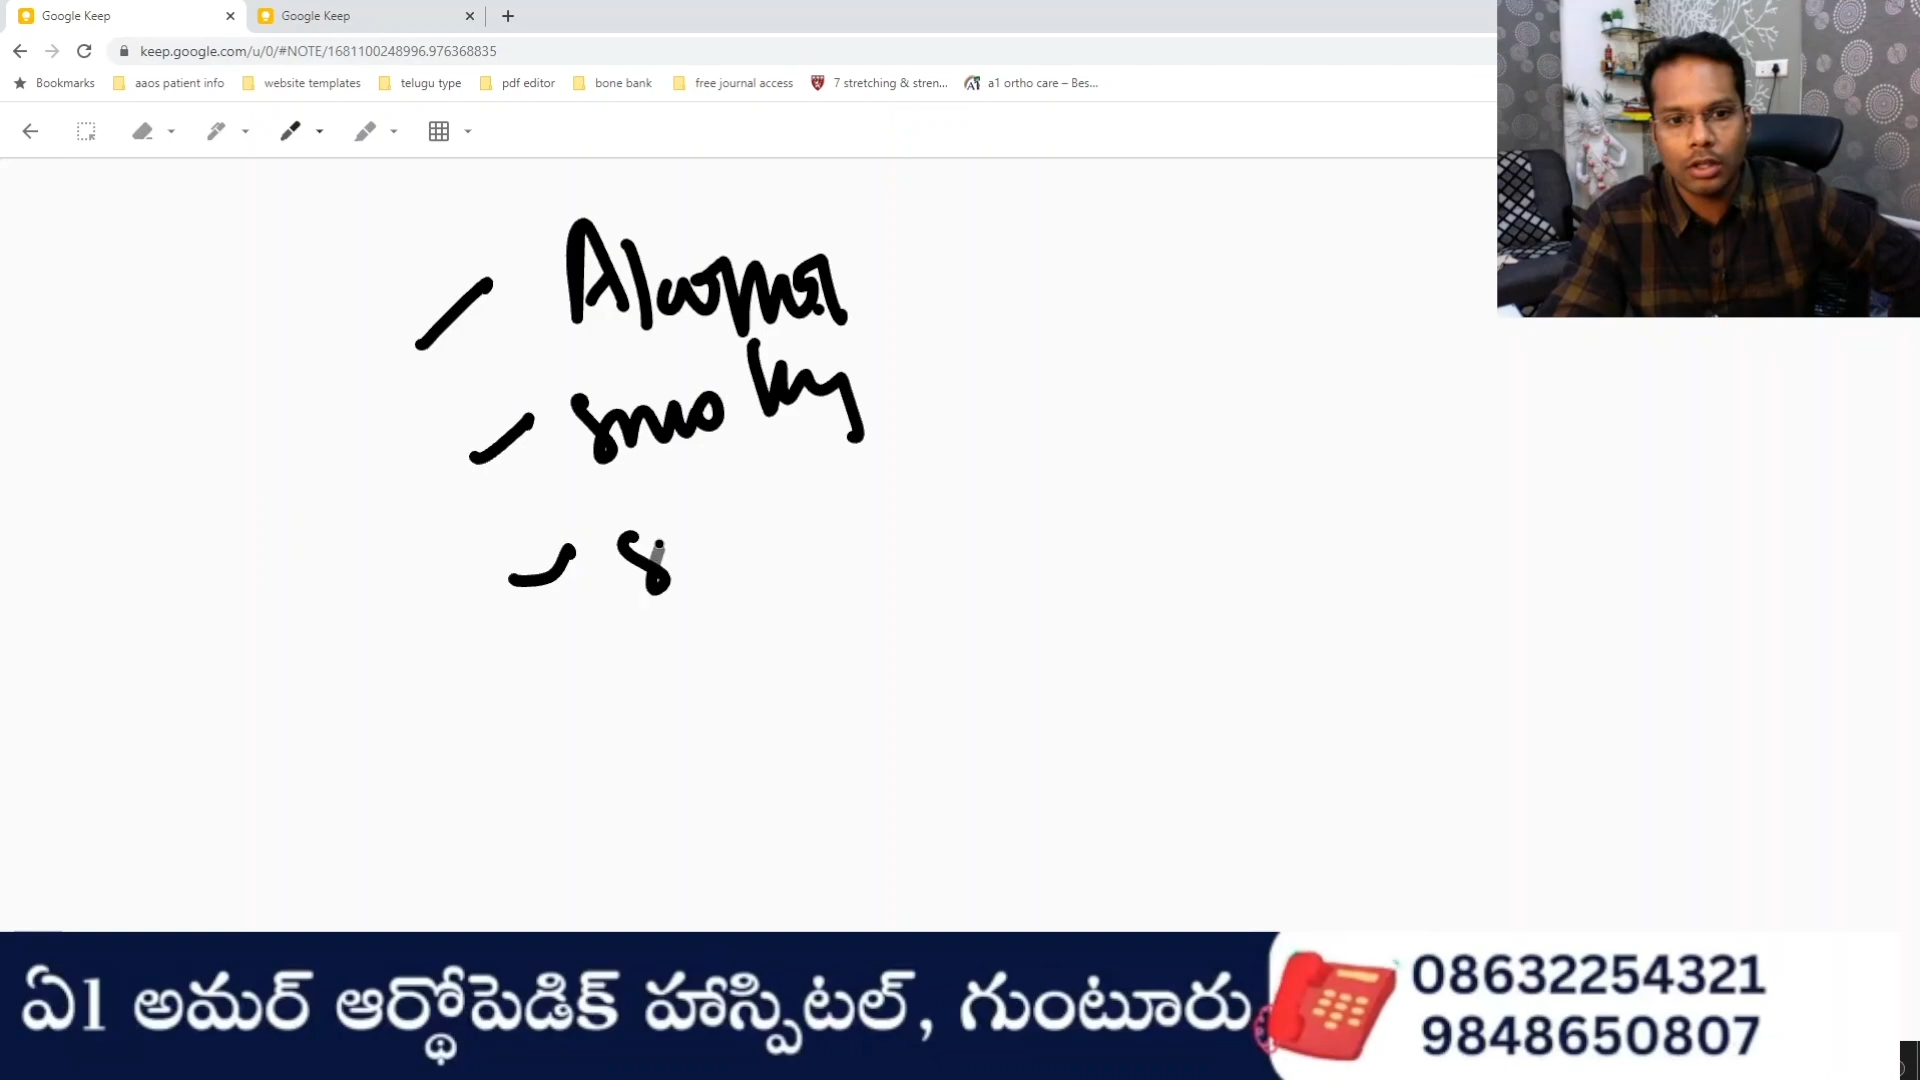 Google Keep
Google Keep
keep.google.com/u/0/#NOTE/1681100248996.976368835
Bookmarks aaos patient info website templates telugu type pdf editor bone bank free journal access 7 stretching & stren... a1 ortho care – Bes...
Alcohol
smoking
s
ఏ1 అమర్ ఆర్థోపెడిక్ హాస్పిటల్, గుంటూరు
08632254321
9848650807